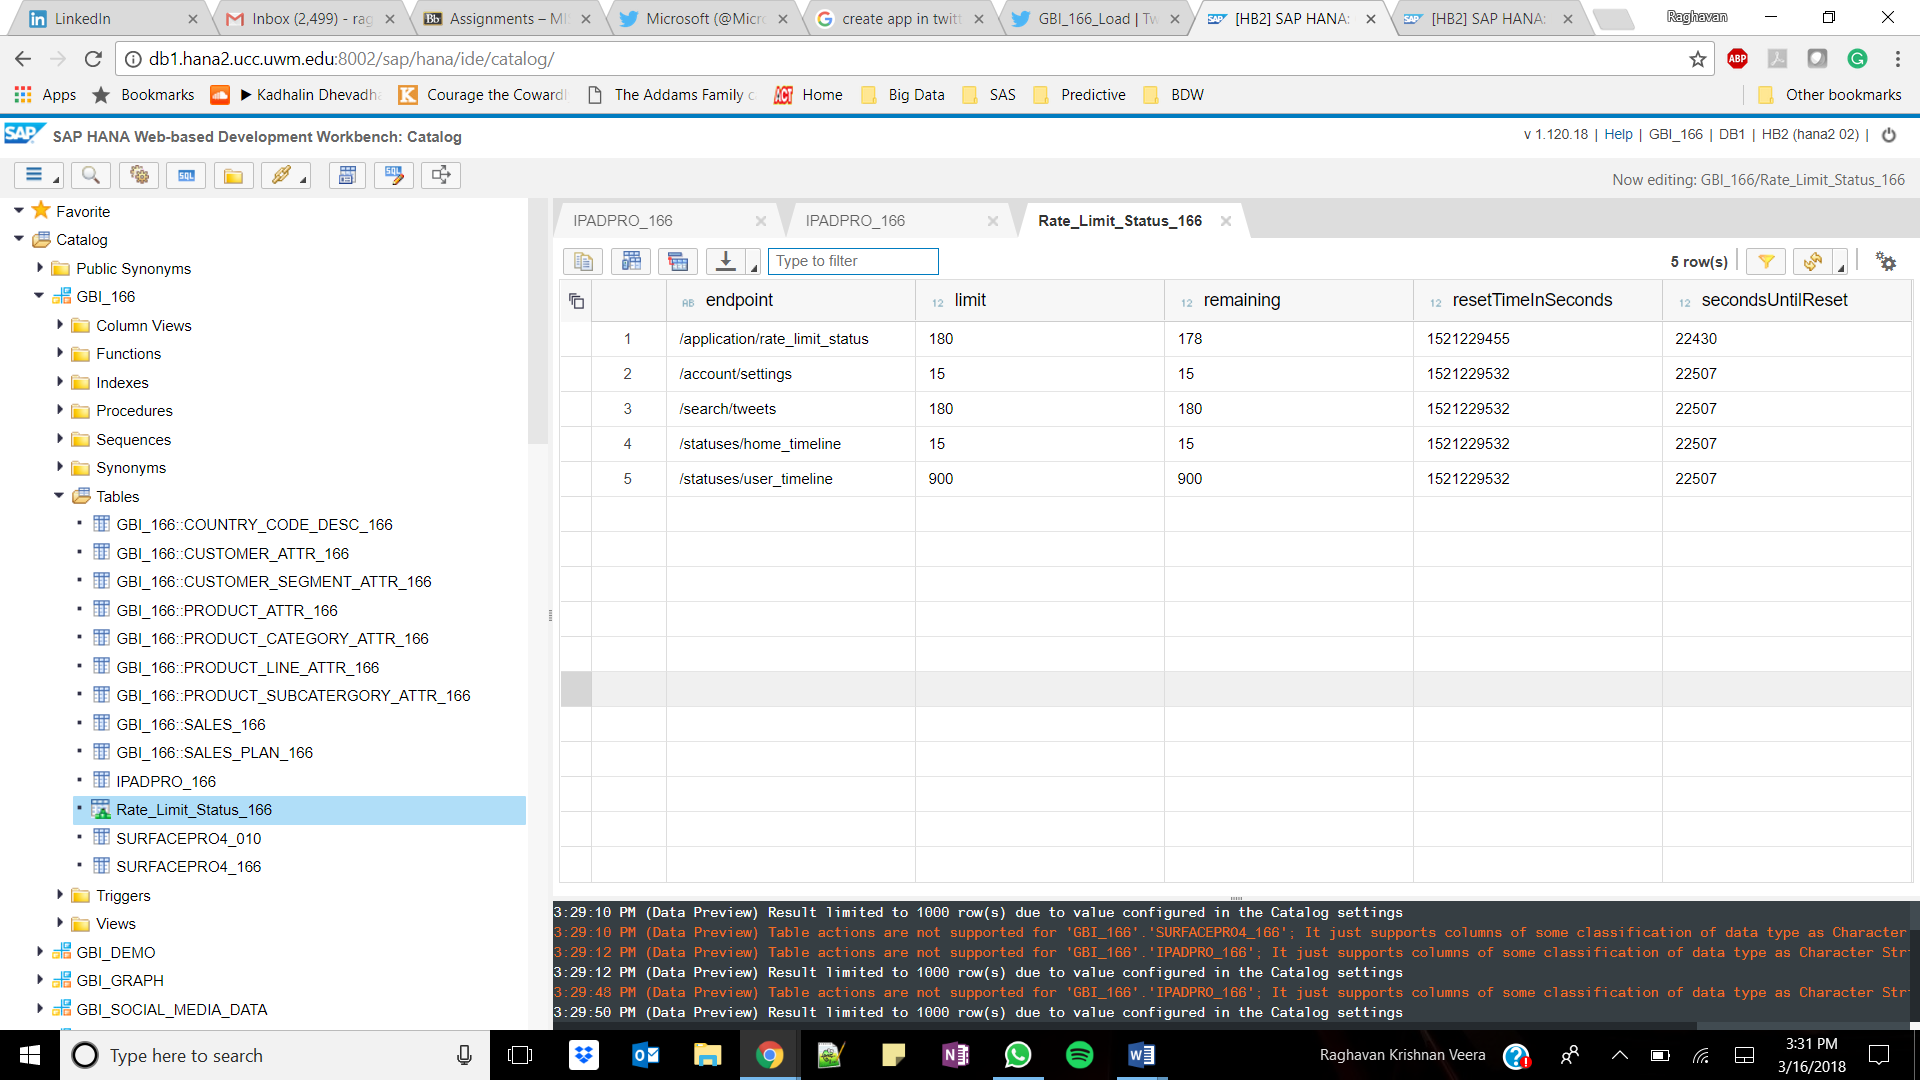 LinkedIn
Inbox (2,499) - rag
Assignments – MI
Microsoft (@Micro
create app in twitt
GBI_166_Load | Tw
[HB2] SAP HANA:
[HB2] SAP HANA:
Raghavan
db1.hana2.ucc.uwm.edu:8002/sap/hana/ide/catalog/
ABP
Apps
Bookmarks
Kadhalin Dhevadha
Courage the Coward
The Addams Family c
Home
Big Data
SAS
Predictive
BDW
Other bookmarks
SAP
SAP HANA Web-based Development Workbench: Catalog
v 1.120.18 | Help | GBI_166 | DB1 | HB2 (hana2 02) |
SQL
SQL
Now editing: GBI_166/Rate_Limit_Status_166
Favorite
Catalog
Public Synonyms
GBI_166
Column Views
Functions
Indexes
Procedures
Sequences
Synonyms
Tables
GBI_166::COUNTRY_CODE_DESC_166
GBI_166::CUSTOMER_ATTR_166
GBI_166::CUSTOMER_SEGMENT_ATTR_166
GBI_166::PRODUCT_ATTR_166
GBI_166::PRODUCT_CATEGORY_ATTR_166
GBI_166::PRODUCT_LINE_ATTR_166
GBI_166::PRODUCT_SUBCATERGORY_ATTR_166
GBI_166::SALES_166
GBI_166::SALES_PLAN_166
IPADPRO_166
Rate_Limit_Status_166
SURFACEPRO4_010
SURFACEPRO4_166
Triggers
Views
GBI_DEMO
GBI_GRAPH
GBI_SOCIAL_MEDIA_DATA
IPADPRO_166
IPADPRO_166
Rate_Limit_Status_166
Type to filter
5 row(s)
AB endpoint 12 limit 12 remaining 12 resetTimeInSeconds 12 secondsUntilReset
1 /application/rate_limit_status 180 178 1521229455 22430
2 /account/settings 15 15 1521229532 22507
3 /search/tweets 180 180 1521229532 22507
4 /statuses/home_timeline 15 15 1521229532 22507
5 /statuses/user_timeline 900 900 1521229532 22507
3:29:10 PM (Data Preview) Result limited to 1000 row(s) due to value configured in the Catalog settings
3:29:10 PM (Data Preview) Table actions are not supported for 'GBI_166'.'SURFACEPRO4_166'; It just supports columns of some classification of data type as Character
3:29:12 PM (Data Preview) Table actions are not supported for 'GBI_166'.'IPADPRO_166'; It just supports columns of some classification of data type as Character Str
3:29:12 PM (Data Preview) Result limited to 1000 row(s) due to value configured in the Catalog settings
3:29:48 PM (Data Preview) Table actions are not supported for 'GBI_166'.'IPADPRO_166'; It just supports columns of some classification of data type as Character Str
3:29:50 PM (Data Preview) Result limited to 1000 row(s) due to value configured in the Catalog settings
Type here to search
Raghavan Krishnan Veera
3:31 PM
3/16/2018